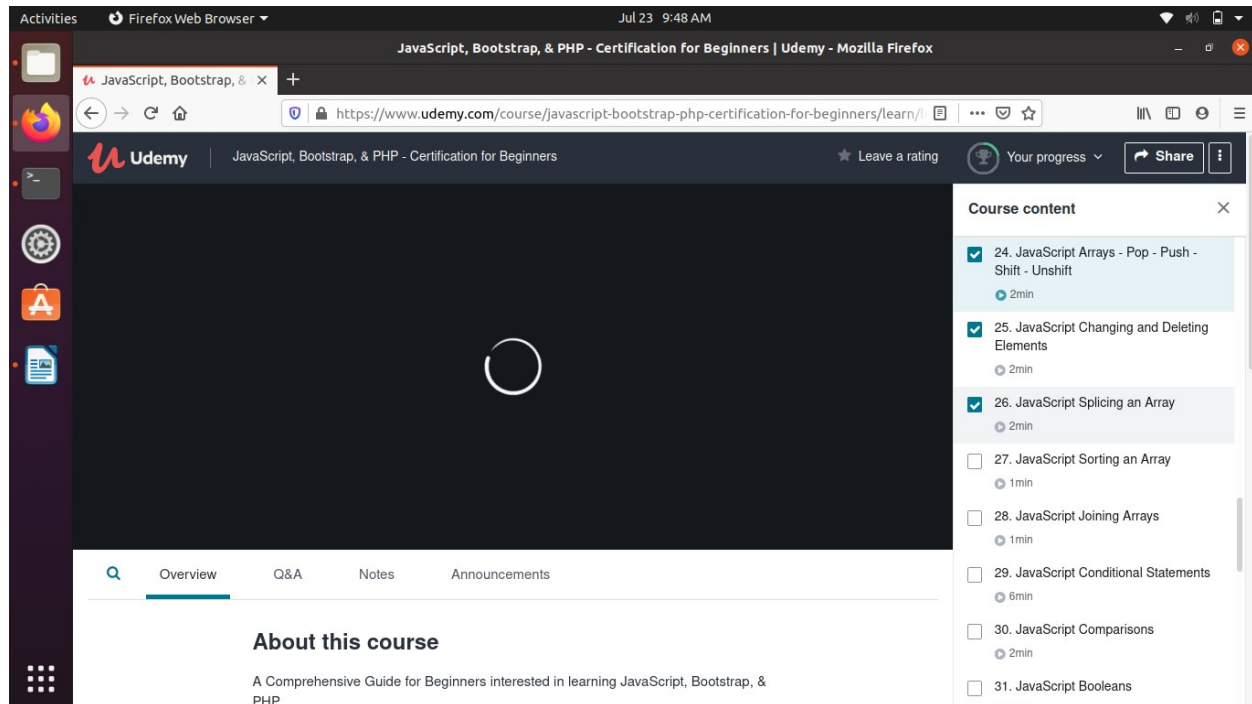 Activities
Firefox Web Browser
Jul 23 9:48 AM
JavaScript, Bootstrap, & PHP - Certification for Beginners | Udemy - Mozilla Firefox
JavaScript, Bootstrap, &
https://www.udemy.com/course/javascript-bootstrap-php-certification-for-beginners/learn/
Udemy
JavaScript, Bootstrap, & PHP - Certification for Beginners
Leave a rating
Your progress
Share
Course content
24. JavaScript Arrays - Pop - Push -
Shift - Unshift
2min
25. JavaScript Changing and Deleting
Elements
2min
26. JavaScript Splicing an Array
2min
27. JavaScript Sorting an Array
1min
28. JavaScript Joining Arrays
1min
29. JavaScript Conditional Statements
6min
30. JavaScript Comparisons
2min
31. JavaScript Booleans
Overview
Q&A
Notes
Announcements
About this course
A Comprehensive Guide for Beginners interested in learning JavaScript, Bootstrap, &
PHP